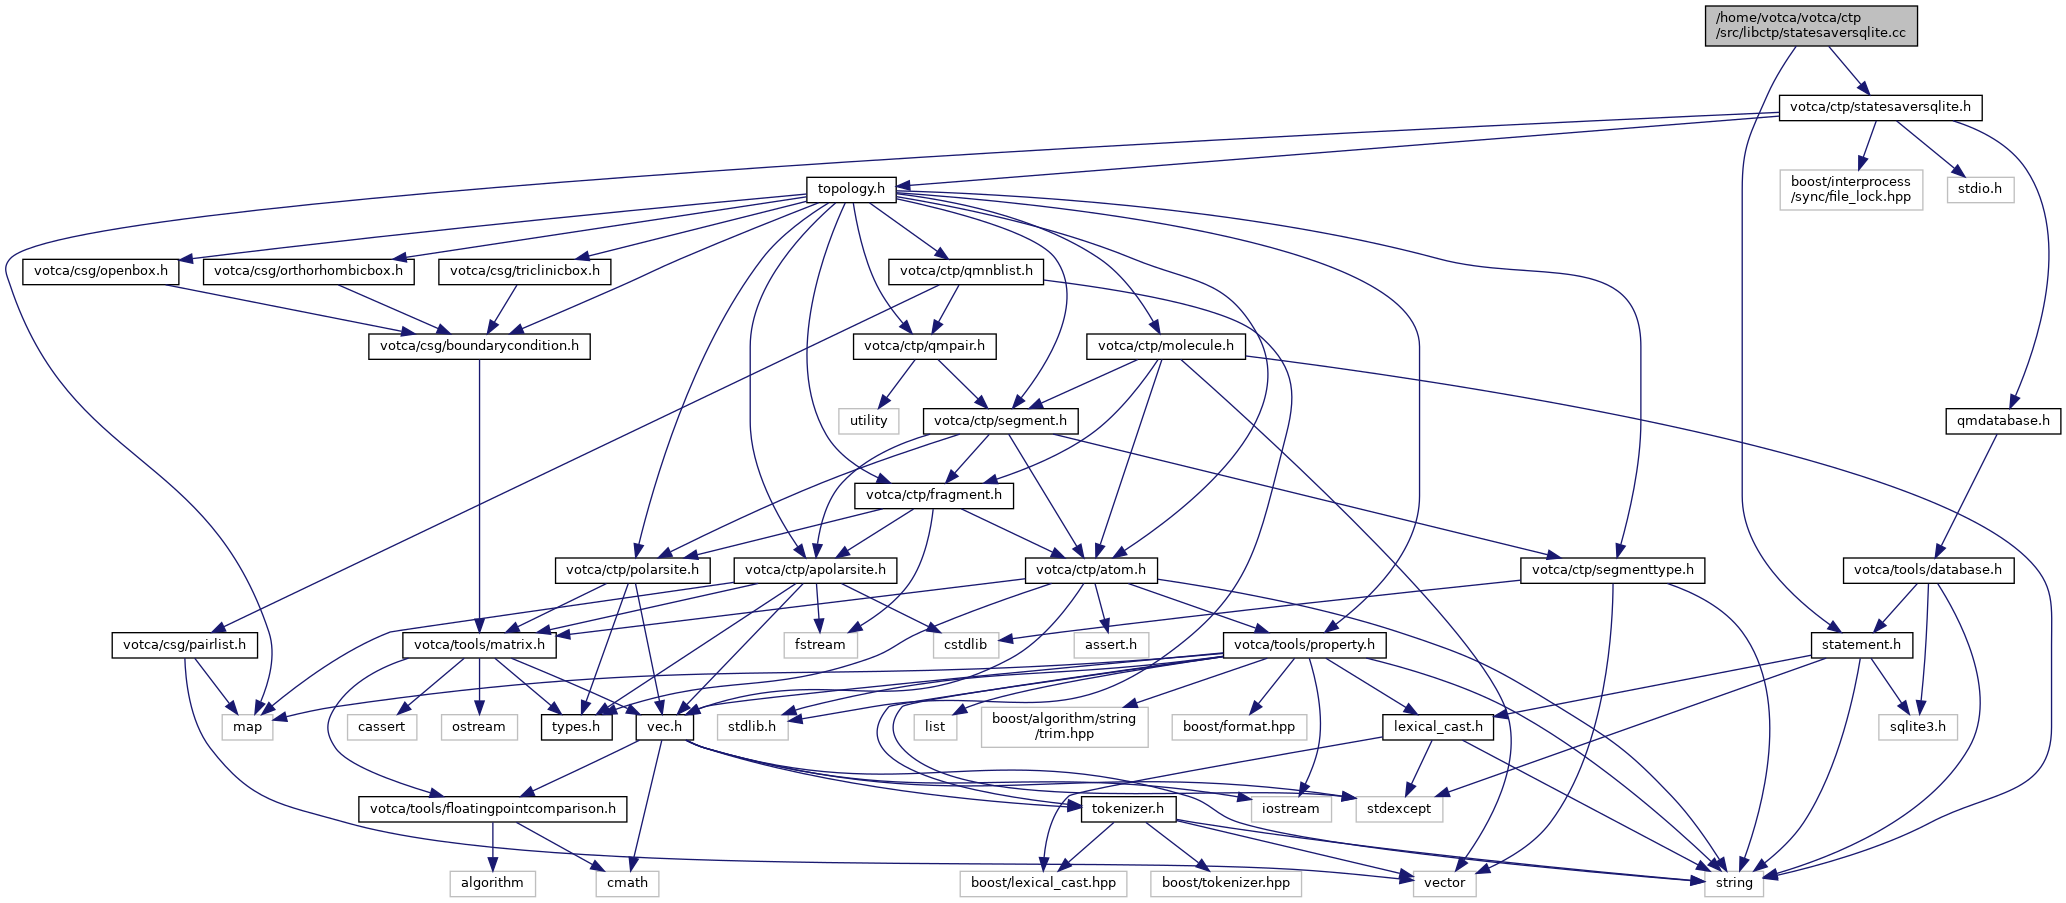 /home/votca/votca/ctp
/src/libctp/statesaversqlite.cc
votca/ctp/statesaversqlite.h
topology.h
boost/interprocess
/sync/file_lock.hpp
stdio.h
votca/csg/openbox.h
votca/csg/orthorhombicbox.h
votca/csg/triclinicbox.h
votca/ctp/qmnblist.h
votca/csg/boundarycondition.h
votca/ctp/qmpair.h
votca/ctp/molecule.h
utility
votca/ctp/segment.h
qmdatabase.h
votca/ctp/fragment.h
votca/ctp/polarsite.h
votca/ctp/apolarsite.h
votca/ctp/atom.h
votca/ctp/segmenttype.h
votca/tools/database.h
votca/csg/pairlist.h
votca/tools/matrix.h
fstream
cstdlib
assert.h
votca/tools/property.h
statement.h
map
cassert
ostream
types.h
vec.h
stdlib.h
list
boost/algorithm/string
/trim.hpp
boost/format.hpp
lexical_cast.h
sqlite3.h
votca/tools/floatingpointcomparison.h
tokenizer.h
iostream
stdexcept
algorithm
cmath
boost/lexical_cast.hpp
boost/tokenizer.hpp
vector
string